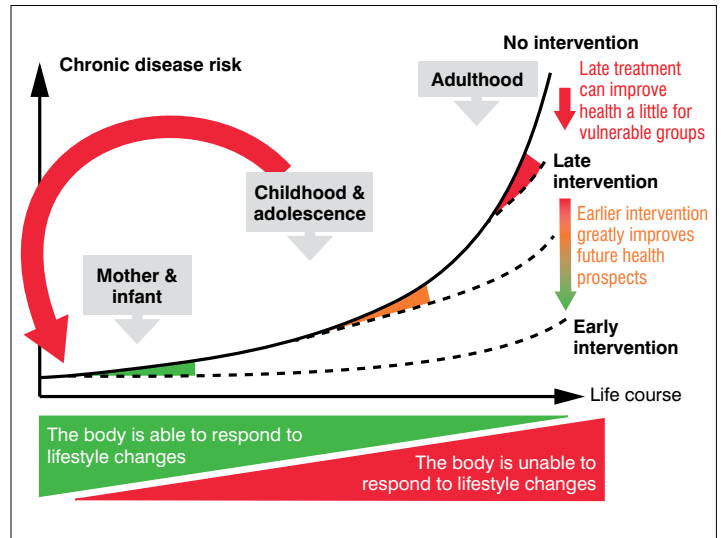 No intervention
Chronic disease risk
Adulthood
Late treatment
can improve
health a little for
vulnerable groups
Late
intervention
Childhood &
adolescence
Earlier intervention
greatly improves
future health
prospects
Mother &
infant
Early
intervention
Life course
The body is able to respond to
lifestyle changes
The body is unable to
respond to lifestyle changes